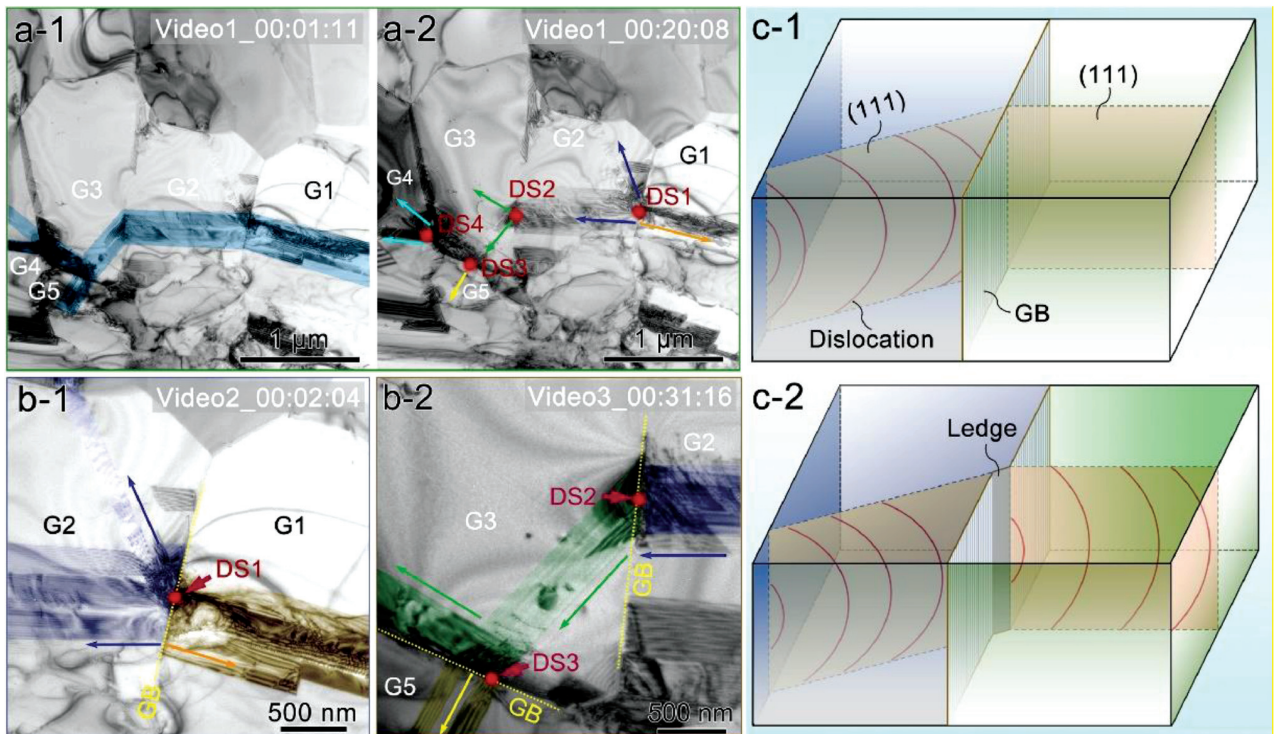 a-1
Video1_00:01:11
G3
G2
G1
G4
G5
1 µm
a-2
Video1_00:20:08
G3
G2
G1
G4
DS2
DS1
DS4
DS3
G5
1 µm
b-1
Video2_00:02:04
G2
G1
DS1
GB
500 nm
b-2
Video3_00:31:16
G2
DS2
G3
GB
DS3
G5
GB
500 nm
c-1
(111)
(111)
GB
Dislocation
c-2
Ledge